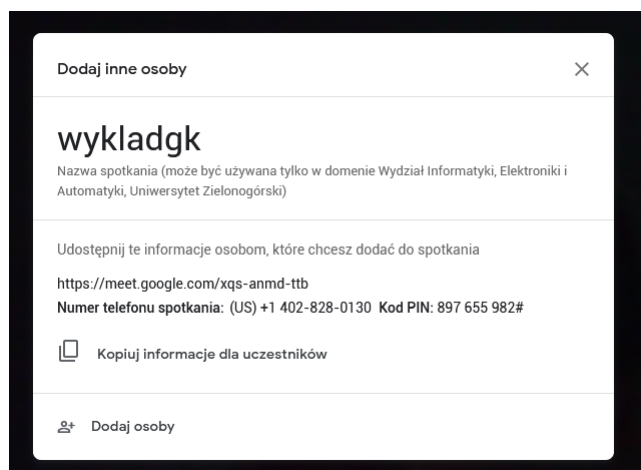 Dodaj inne osoby
wykladgk
Nazwa spotkania (może być używana tylko w domenie Wydział Informatyki, Elektroniki i
Automatyki, Uniwersytet Zielonogórski)
Udostępnij te informacje osobom, które chcesz dodać do spotkania
https://meet.google.com/xqs-anmd-ttb
Numer telefonu spotkania: (US) +1 402-828-0130 Kod PIN: 897 655 982#
Kopiuj informacje dla uczestników
Dodaj osoby